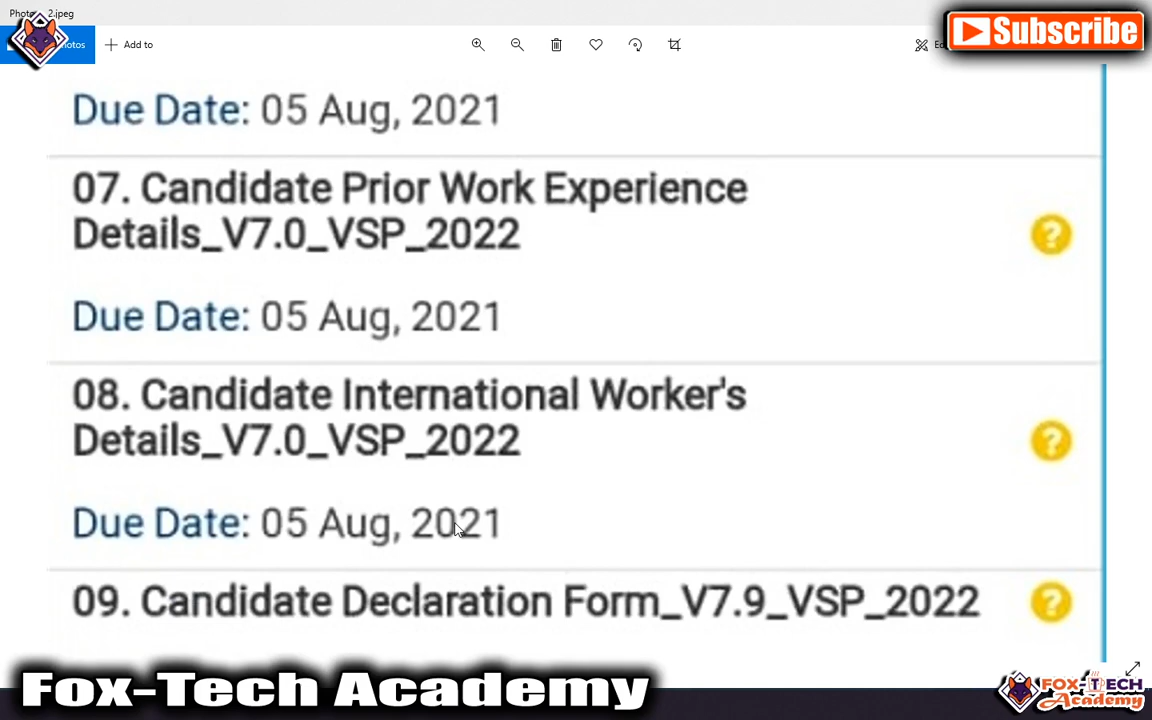 2.jpeg
Add to
Subscribe
Due Date: 05 Aug, 2021
07. Candidate Prior Work Experience
Details_V7.0_VSP_2022
Due Date: 05 Aug, 2021
08. Candidate International Worker's
Details_V7.0_VSP_2022
Due Date: 05 Aug, 2021
09. Candidate Declaration Form_V7.9_VSP_2022
Fox-Tech Academy
FOX-TECH
Academy